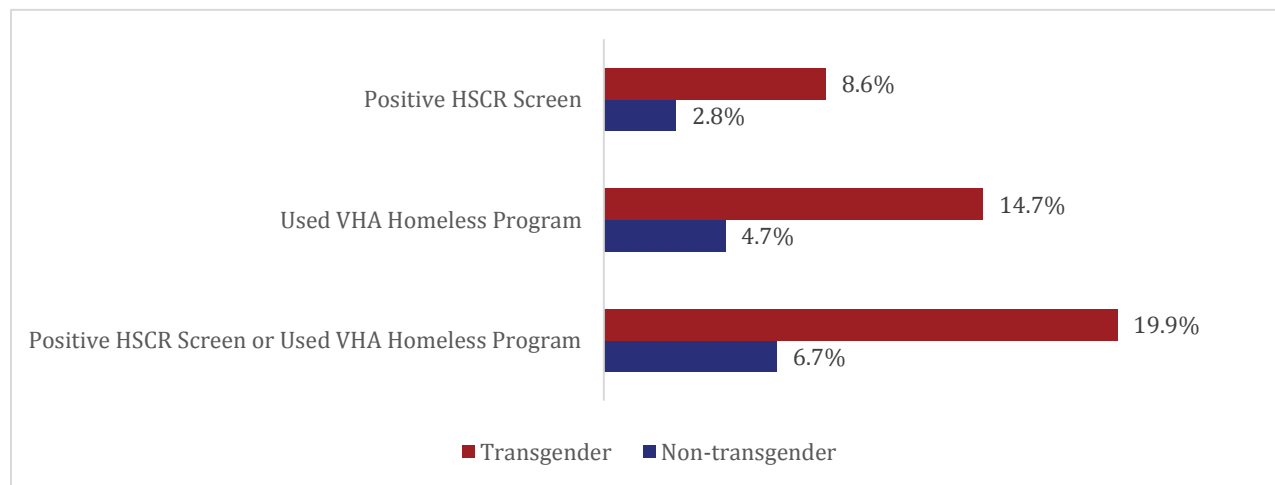 Positive HSCR Screen
8.6%
2.8%
Used VHA Homeless Program
14.7%
4.7%
Positive HSCR Screen or Used VHA Homeless Program
19.9%
6.7%
Transgender Non-transgender